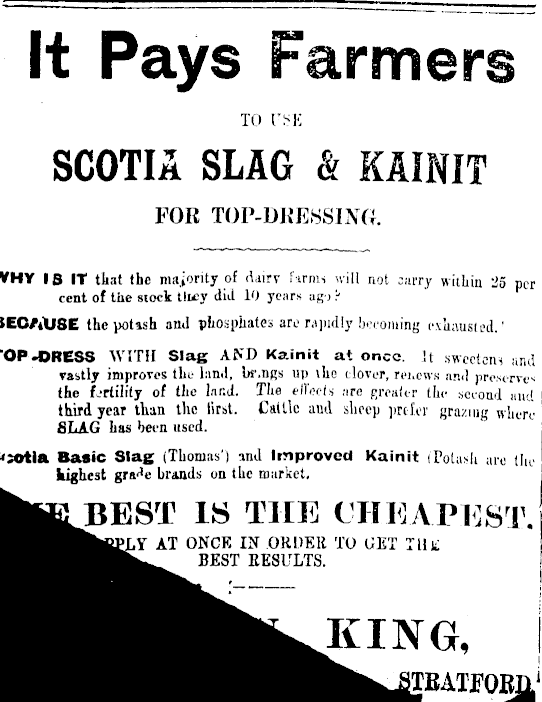 It Pays Farmers
TO USE
SCOTIA SLAG & KAINIT
FOR TOP-DRESSING.
WHY IS IT that the majority of dairy farms will not carry within 25 per
cent of the stock they did 10 years ago?
BECAUSE the potash and phosphates are rapidly becoming exhausted.'
TOP-DRESS WITH Slag AND Kainit at once. It sweetens and
vastly improves the land, brings up the clover, renews and preserves
the fertility of the land. The effects are greater the second and
third year than the first. Cattle and sheep prefer grazing where
SLAG has been used.
Scotia Basic Slag (Thomas') and Improved Kainit (Potash are the
highest grade brands on the market.
BEST IS THE CHEAPEST.
APPLY AT ONCE IN ORDER TO GET THE
BEST RESULTS.
KING,
STRATFORD.